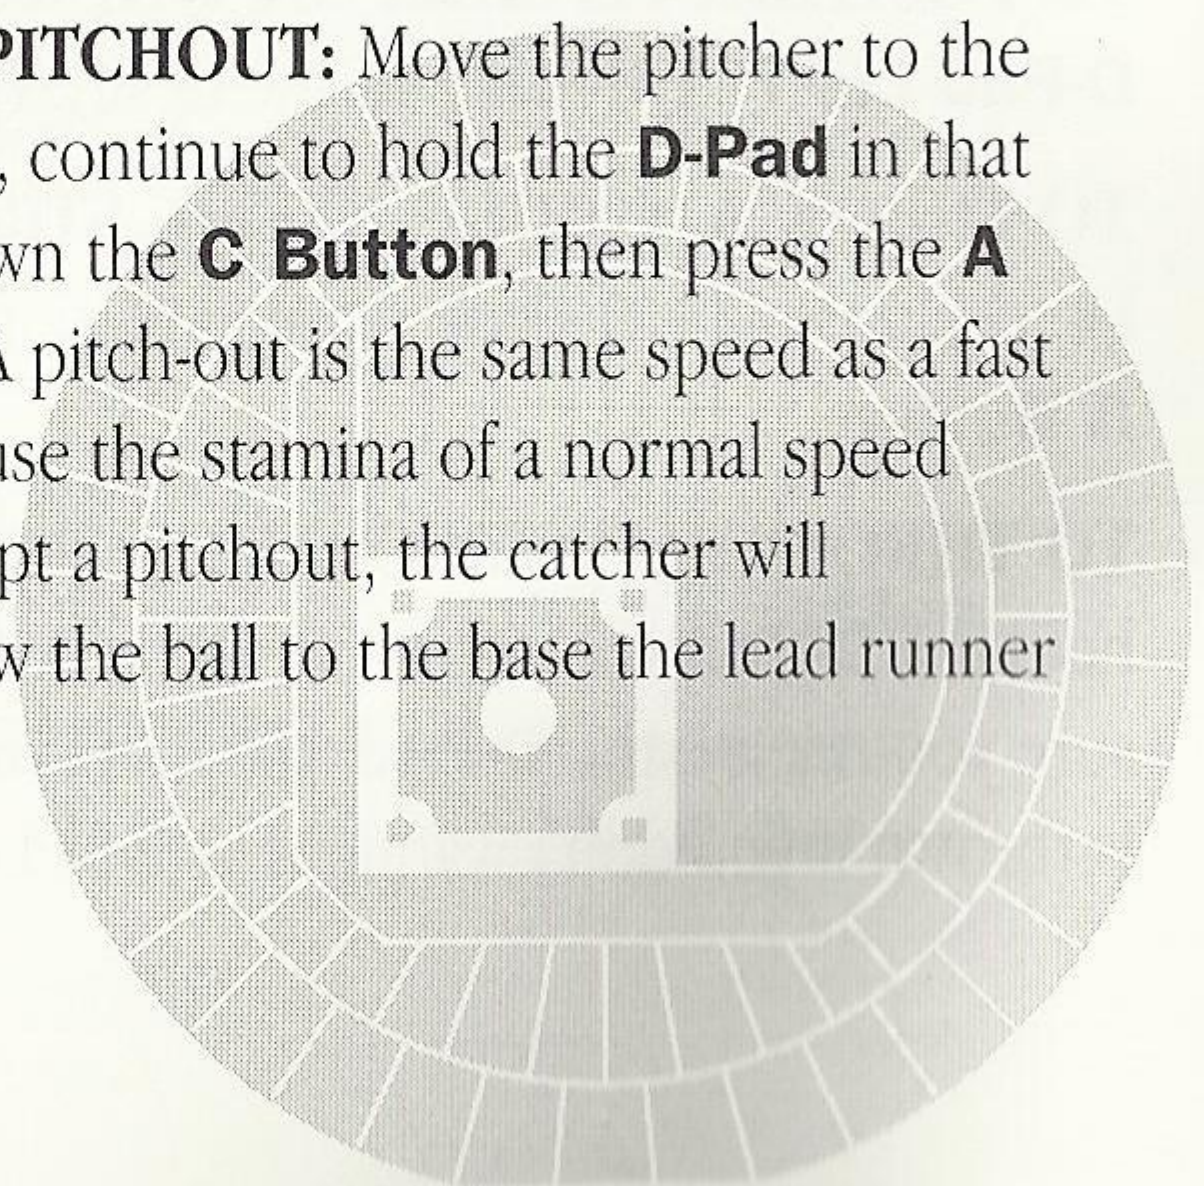 PITCHOUT: Move the pitcher to the
, continue to hold the D-Pad in that
wn the C Button, then press the A
A pitch-out is the same speed as a fast
use the stamina of a normal speed
pt a pitchout, the catcher will
w the ball to the base the lead runner